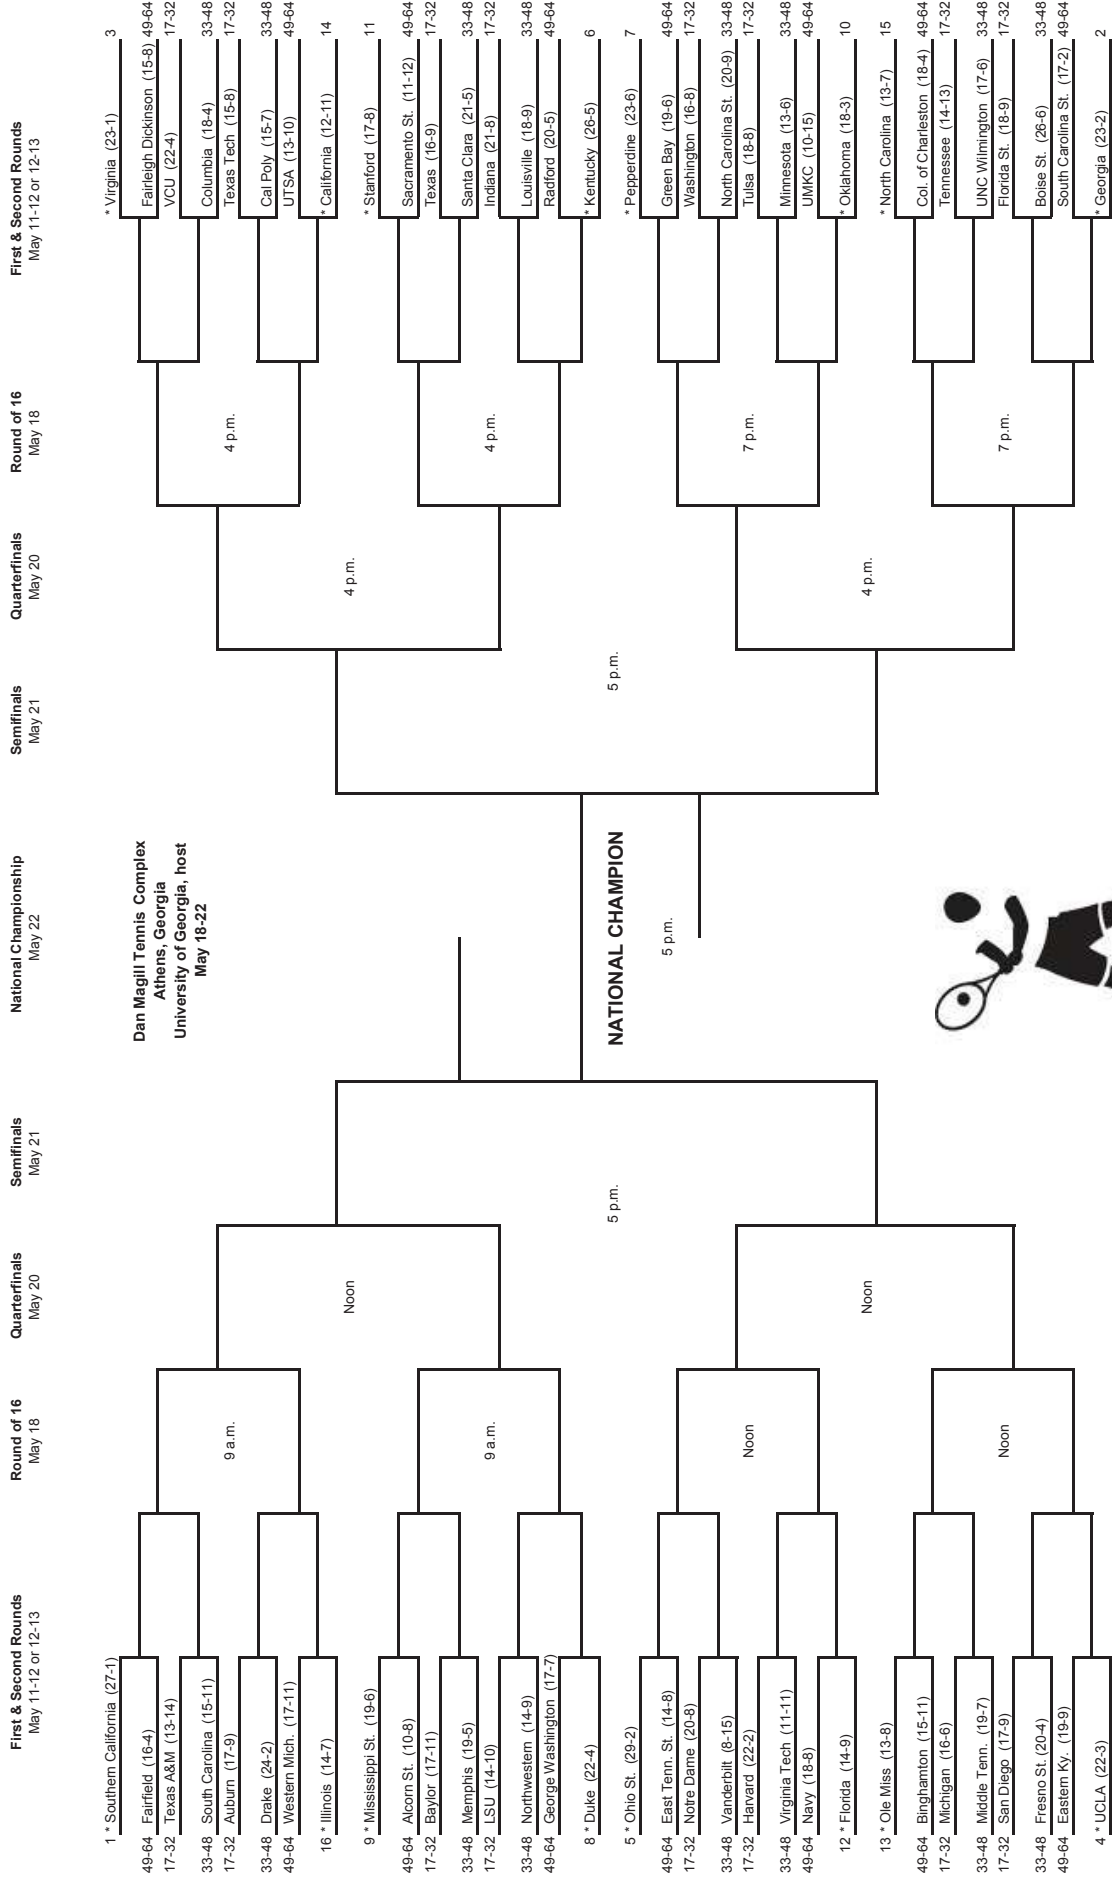 First & Second Rounds
May 11-12 or 12-13
Round of 16
May 18
Quarterfinals
May 20
Semifinals
May 21
National Championship
May 22
Semifinals
May 21
Quarterfinals
May 20
Round of 16
May 18
First & Second Rounds
May 11-12 or 12-13
1 * Southern California (27-1)
49-64 Fairfield (16-4)
17-32 Texas A&M (13-14)
33-48 South Carolina (15-11)
17-32 Auburn (17-9)
33-48 Drake (24-2)
49-64 Western Mich. (17-11)
16 * Illinois (14-7)
9 * Mississippi St. (19-6)
49-64 Alcorn St. (10-8)
17-32 Baylor (17-11)
33-48 Memphis (19-5)
17-32 LSU (14-10)
33-48 Northwestern (14-9)
49-64 George Washington (17-7)
8 * Duke (22-4)
5 * Ohio St. (29-2)
49-64 East Tenn. St. (14-8)
17-32 Notre Dame (20-8)
33-48 Vanderbilt (8-15)
17-32 Harvard (22-2)
33-48 Virginia Tech (11-11)
49-64 Navy (18-8)
12 * Florida (14-9)
13 * Ole Miss (13-8)
49-64 Binghamton (15-11)
17-32 Michigan (16-6)
33-48 Middle Tenn. (19-7)
17-32 San Diego (17-9)
33-48 Fresno St. (20-4)
49-64 Eastern Ky. (19-9)
4 * UCLA (22-3)
9 a.m.
9 a.m.
Noon
Noon
Noon
Noon
5 p.m.
Dan Magill Tennis Complex
Athens, Georgia
University of Georgia, host
May 18-22
NATIONAL CHAMPION
5 p.m.
5 p.m.
4 p.m.
4 p.m.
4 p.m.
4 p.m.
7 p.m.
7 p.m.
* Virginia (23-1) 3
Fairleigh Dickinson (15-8) 49-64
VCU (22-4) 17-32
Columbia (18-4) 33-48
Texas Tech (15-8) 17-32
Cal Poly (15-7) 33-48
UTSA (13-10) 49-64
* California (12-11) 14
* Stanford (17-8) 11
Sacramento St. (11-12) 49-64
Texas (16-9) 17-32
Santa Clara (21-5) 33-48
Indiana (21-8) 17-32
Louisville (18-9) 33-48
Radford (20-5) 49-64
* Kentucky (26-5) 6
* Pepperdine (23-6) 7
Green Bay (19-6) 49-64
Washington (16-8) 17-32
North Carolina St. (20-9) 33-48
Tulsa (18-8) 17-32
Minnesota (13-6) 33-48
UMKC (10-15) 49-64
* Oklahoma (18-3) 10
* North Carolina (13-7) 15
Col. of Charleston (18-4) 49-64
Tennessee (14-13) 17-32
UNC Wilmington (17-6) 33-48
Florida St. (18-9) 17-32
Boise St. (26-6) 33-48
South Carolina St. (17-2) 49-64
* Georgia (23-2) 2